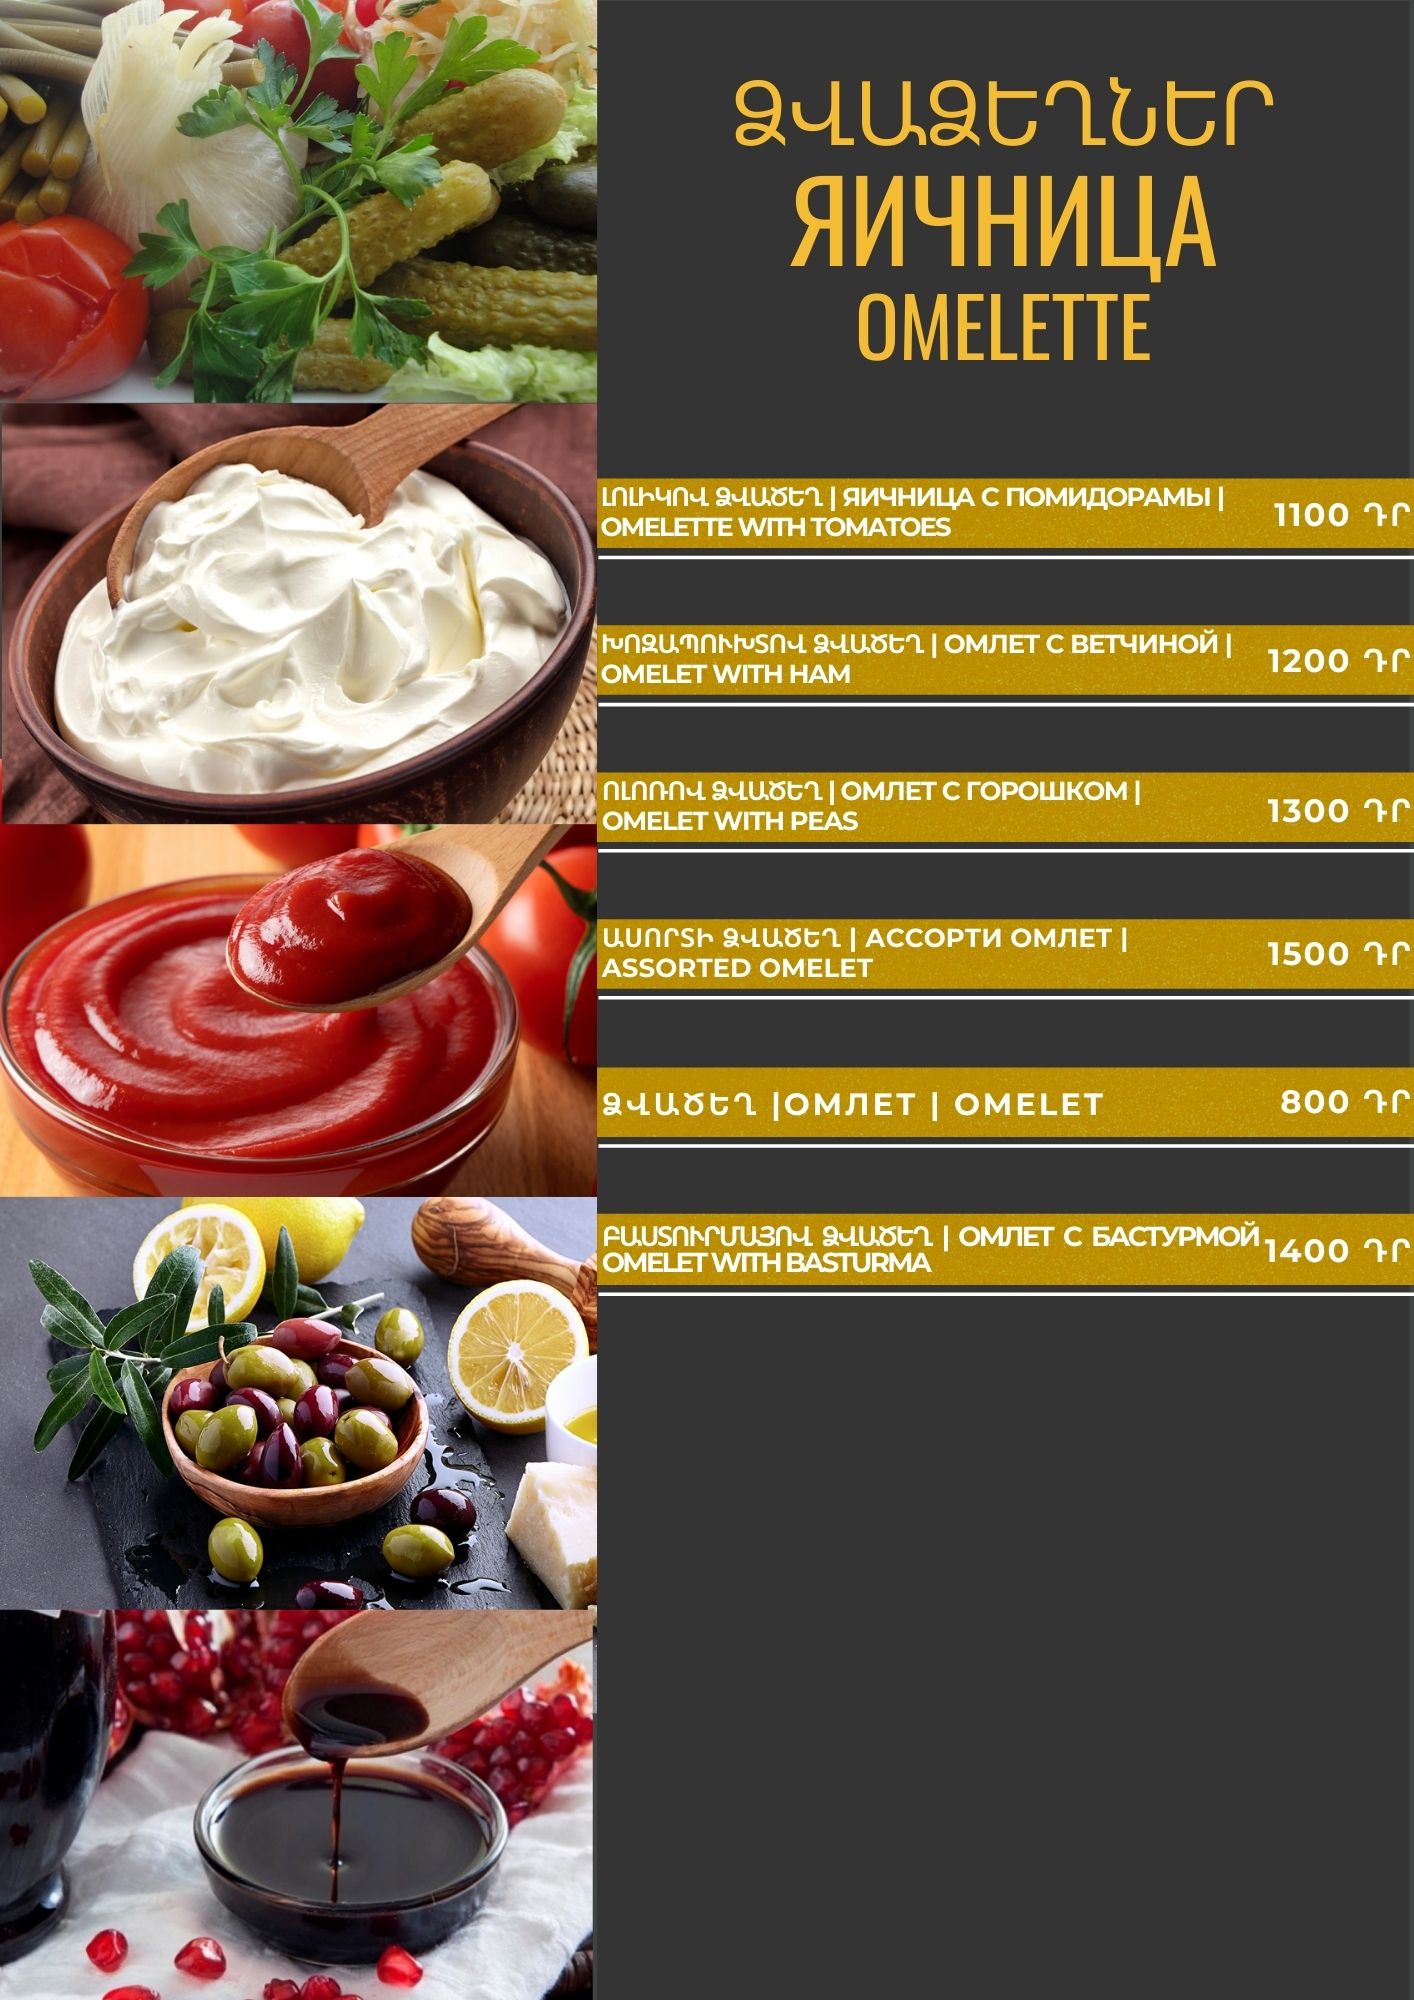 ՁՎԱՁԵՂՆԵՐ
ЯИЧНИЦА
OMELETTE
ԼՈԼԻԿՈՎ ՁՎԱԾԵՂ | ЯИЧНИЦА С ПОМИДОРАМЫ |
OMELETTE WITH TOMATOES
1100 ԴՐ
ԽՈԶԱՊՈՒԽՏՈՎ ՁՎԱԾԵՂ | ОМЛЕТ С ВЕТЧИНОЙ |
OMELET WITH HAM
1200 ԴՐ
ՈԼՈՌՈՎ ՁՎԱԾԵՂ | ОМЛЕТ С ГОРОШКОМ |
OMELET WITH PEAS
1300 ԴՐ
ԱՍՈՐՏԻ ՁՎԱԾԵՂ | АССОРТИ ОМЛЕТ |
ASSORTED OMELET
1500 ԴՐ
ՁՎԱԾԵՂ |ОМЛЕТ | OMELET
800 ԴՐ
ԲԱՍՏՈՒՐՄԱՅՈՎ ՁՎԱԾԵՂ | ОМЛЕТ С БАСТУРМОЙ
OMELET WITH BASTURMA
1400 ԴՐ